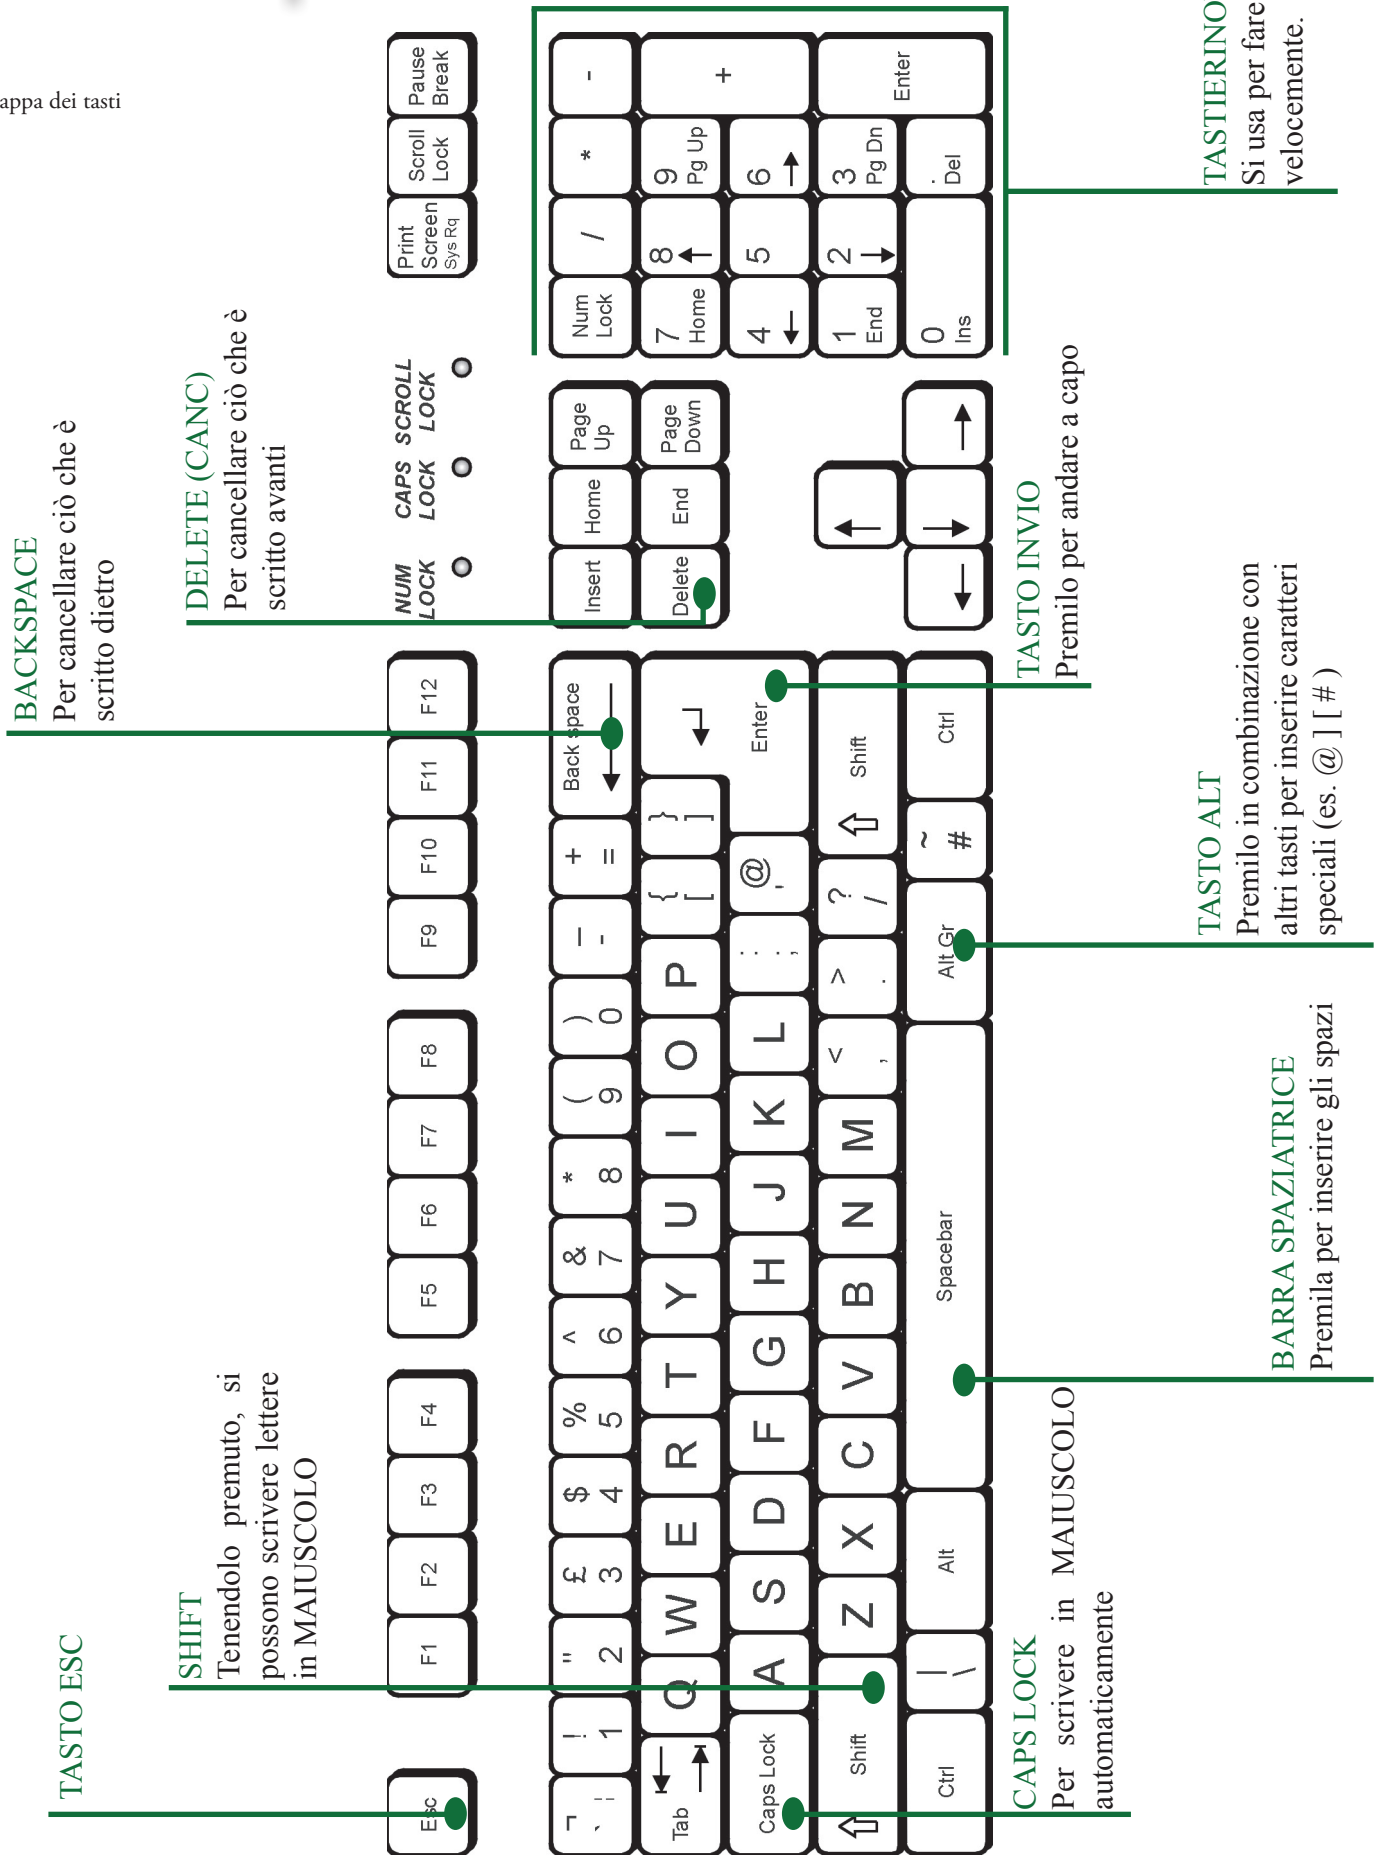 appa dei tasti
TASTO ESC
SHIFT
Tenendolo premuto, si
possono scrivere lettere
in MAIUSCOLO
BACKSPACE
Per cancellare ciò che è
scritto dietro
DELETE (CANC)
Per cancellare ciò che è
scritto avanti
Esc
F1
F2
F3
F4
F5
F6
F7
F8
F9
F10
F11
F12
NUM
LOCK
CAPS
LOCK
SCROLL
LOCK
Print
Screen
Sys Rq
Scroll
Lock
Pause
Break
¬
` ¦
!
1
"
2
£
3
$
4
%
5
^
6
&
7
*
8
(
9
)
0
_
-
+
=
Back space
Insert
Home
Page
Up
Num
Lock
/
*
-
Tab
Q
W
E
R
T
Y
U
I
O
P
{
[
}
]
Enter
Delete
End
Page
Down
7
Home
8
9
Pg Up
+
Caps Lock
A
S
D
F
G
H
J
K
L
:
;
@
'
4
5
6
Shift
Z
X
C
V
B
N
M
<
,
>
.
?
/
Shift
1
End
2
3
Pg Dn
Enter
Ctrl
|
\
Alt
Spacebar
Alt Gr
~
#
Ctrl
0
Ins
.
Del
CAPS LOCK
Per scrivere in MAIUSCOLO
automaticamente
BARRA SPAZIATRICE
Premila per inserire gli spazi
TASTO ALT
Premilo in combinazione con
altri tasti per inserire caratteri
speciali (es. @ ] [ # )
TASTO INVIO
Premilo per andare a capo
TASTIERINO
Si usa per fare
velocemente.